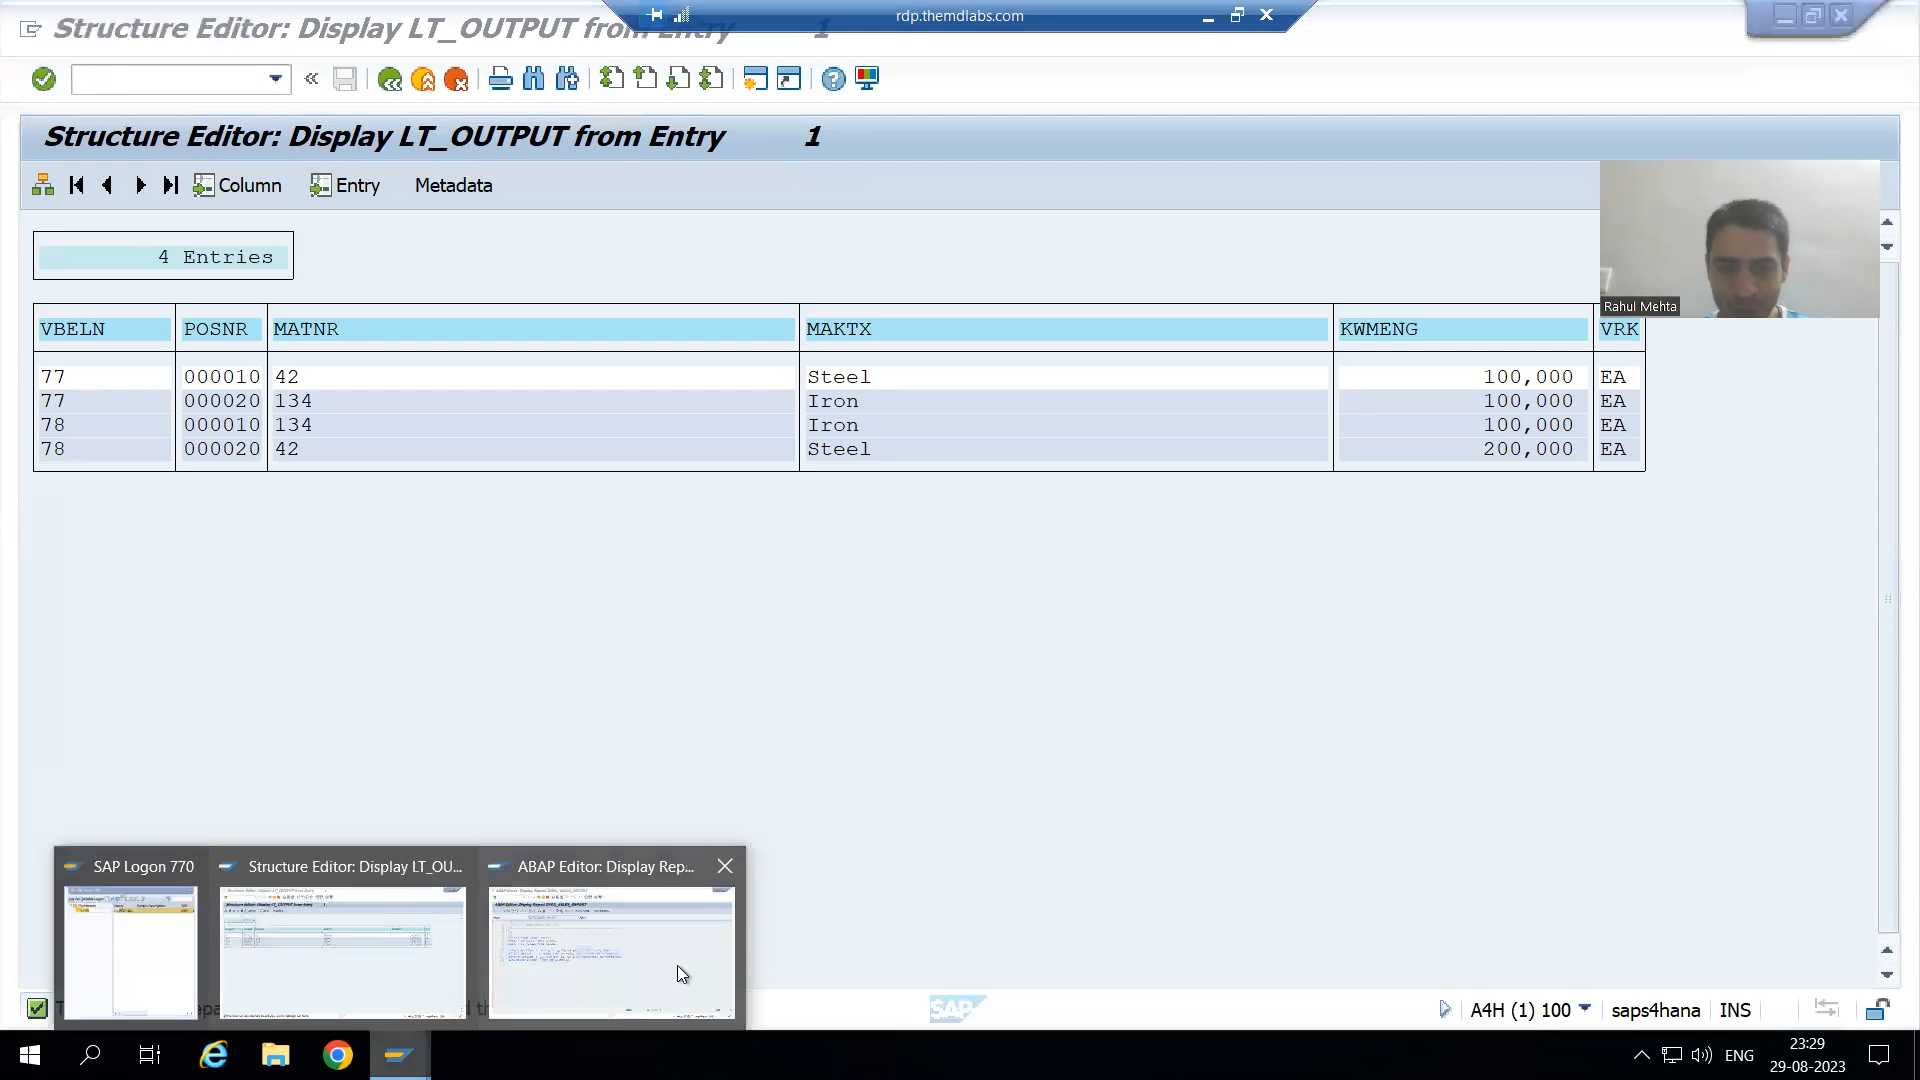 Structure Editor: Display LT_OUTPUT from Entry 1
rdp.themdlabs.com
Structure Editor: Display LT_OUTPUT from Entry 1
Column Entry Metadata
4 Entries
Rahul Mehta
VBELN POSNR MATNR MAKTX KWMENG VRK
77 000010 42 Steel 100,000 EA
77 000020 134 Iron 100,000 EA
78 000010 134 Iron 100,000 EA
78 000020 42 Steel 200,000 EA
SAP Logon 770 Structure Editor: Display LT_OU... ABAP Editor: Display Rep...
SAP A4H (1) 100 saps4hana INS
ENG 23:29
29-08-2023